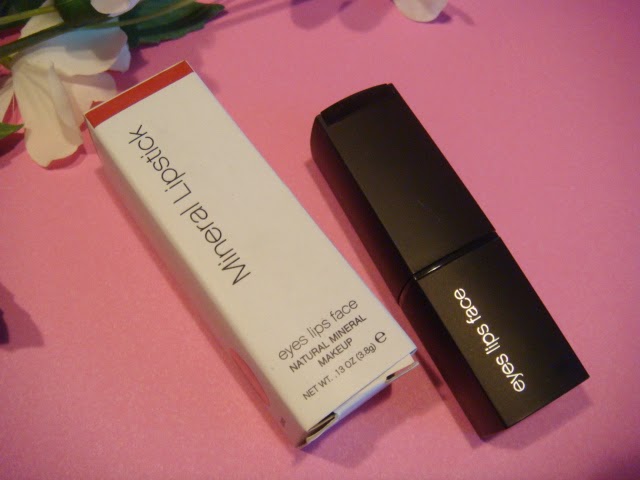 Mineral Lipstick
eyes lips face
NATURAL MINERAL
MAKEUP
NET WT. .13 OZ (3.8g) ℮
eyes lips face